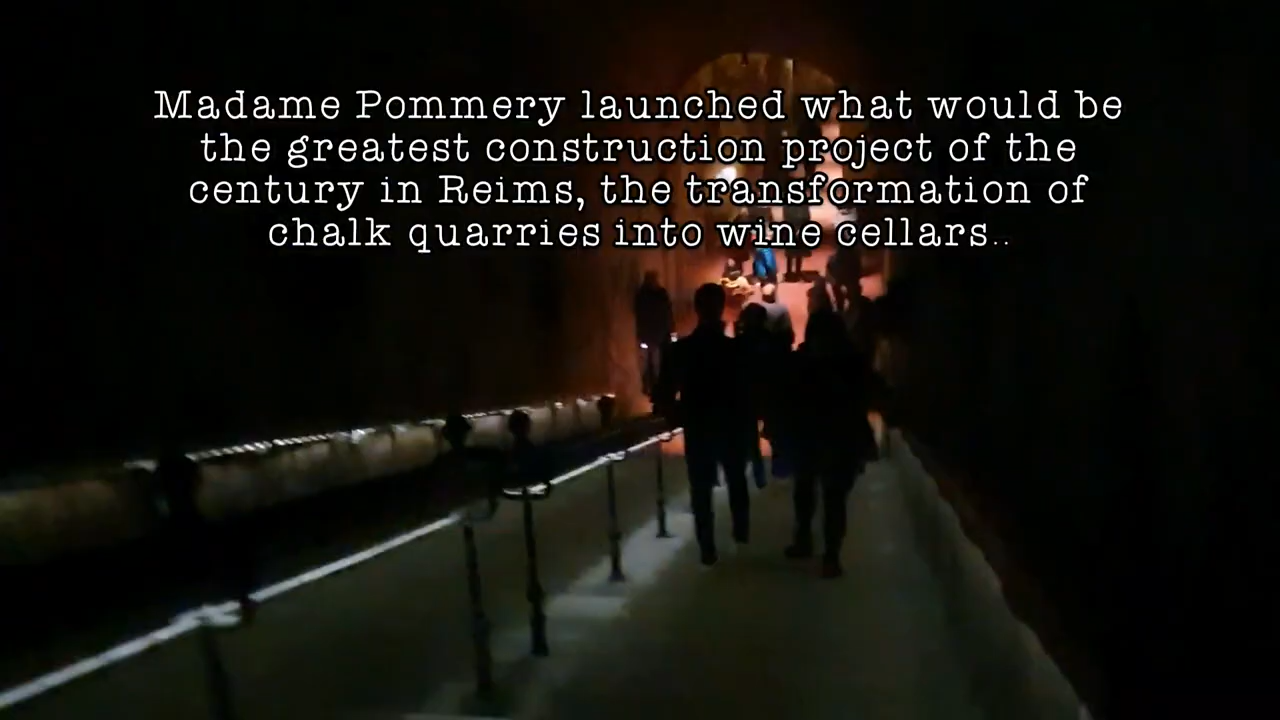 Madame Pommery launched what would be
the greatest construction project of the
century in Reims, the transformation of
chalk quarries into wine cellars..